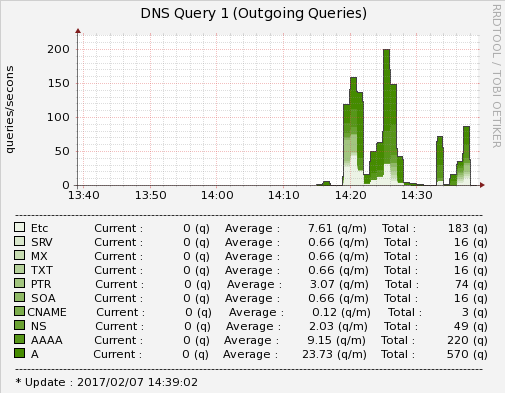 DNS Query 1 (Outgoing Queries)
RRDTOOL / TOBI OETIKER
queries/secons
200
150
100
50
0
13:40 13:50 14:00 14:10 14:20 14:30
Etc Current : 0 (q) Average : 7.61 (q/m) Total : 183 (q)
SRV Current : 0 (q) Average : 0.66 (q/m) Total : 16 (q)
MX Current : 0 (q) Average : 0.66 (q/m) Total : 16 (q)
TXT Current : 0 (q) Average : 0.66 (q/m) Total : 16 (q)
PTR Current : 0 (q) Average : 3.07 (q/m) Total : 74 (q)
SOA Current : 0 (q) Average : 0.66 (q/m) Total : 16 (q)
CNAME Current : 0 (q) Average : 0.12 (q/m) Total : 3 (q)
NS Current : 0 (q) Average : 2.03 (q/m) Total : 49 (q)
AAAA Current : 0 (q) Average : 9.15 (q/m) Total : 220 (q)
A Current : 0 (q) Average : 23.73 (q/m) Total : 570 (q)
* Update : 2017/02/07 14:39:02